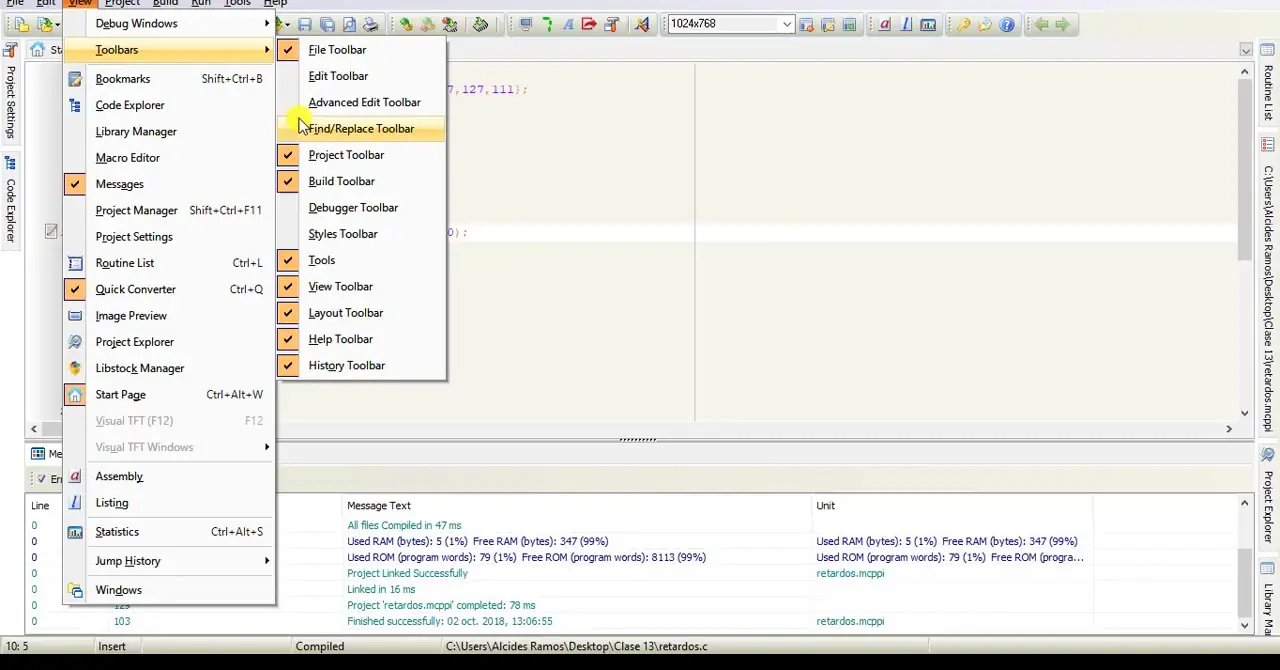 File Edit View Project Build Run Tools Help
1024x768
Debug Windows
Toolbars
Bookmarks Shift+Ctrl+B
Code Explorer
Library Manager
Macro Editor
Messages
Project Manager Shift+Ctrl+F11
Project Settings
Routine List Ctrl+L
Quick Converter Ctrl+Q
Image Preview
Project Explorer
Libstock Manager
Start Page Ctrl+Alt+W
Visual TFT (F12) F12
Visual TFT Windows
Assembly
Listing
Statistics Ctrl+Alt+S
Jump History
Windows
File Toolbar
Edit Toolbar
Advanced Edit Toolbar
Find/Replace Toolbar
Project Toolbar
Build Toolbar
Debugger Toolbar
Styles Toolbar
Tools
View Toolbar
Layout Toolbar
Help Toolbar
History Toolbar
Project Settings
Code Explorer
Sta
7,127,111};
0);
Routine List
C:\Users\Alcides Ramos\Desktop\Clase 13\retardos.mcppi
Project Explorer
Library Ma
Me
Err
Line Message Text Unit
0 All files Compiled in 47 ms
0 Used RAM (bytes): 5 (1%) Free RAM (bytes): 347 (99%) Used RAM (bytes): 5 (1%) Free RAM (bytes): 347 (99%)
0 Used ROM (program words): 79 (1%) Free ROM (program words): 8113 (99%) Used ROM (program words): 79 (1%) Free ROM (progra...
0 Project Linked Successfully retardos.mcppi
0 Linked in 16 ms
0 129 Project 'retardos.mcppi' completed: 78 ms
0 103 Finished successfully: 02 oct. 2018, 13:06:55 retardos.mcppi
10: 5 Insert Compiled C:\Users\Alcides Ramos\Desktop\Clase 13\retardos.c